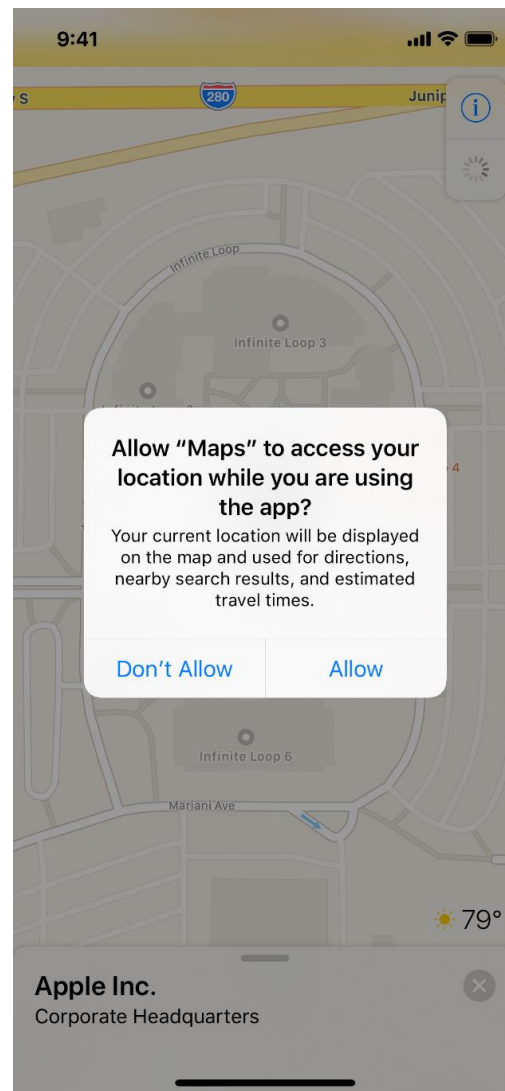 9:41
S
280
Junip
Infinite Loop
Infinite Loop 3
Allow “Maps” to access your
location while you are using
the app?
Your current location will be displayed
on the map and used for directions,
nearby search results, and estimated
travel times.
4
Don’t Allow
Allow
Infinite Loop 6
Mariani Ave
79°
Apple Inc.
Corporate Headquarters